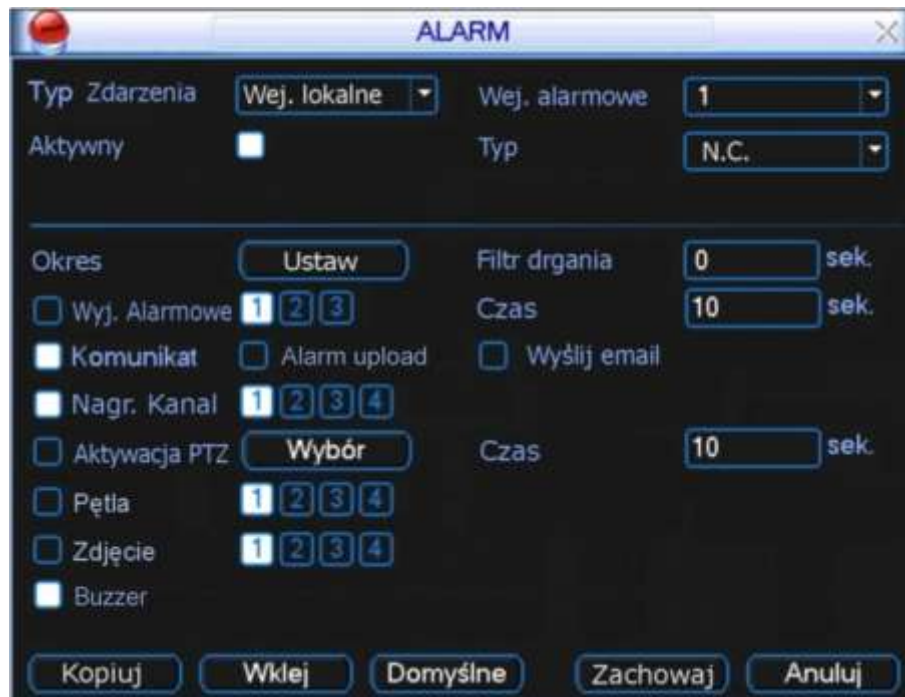 ALARM
Typ Zdarzenia Wej. lokalne Wej. alarmowe 1
Aktywny Typ N.C.
Okres Ustaw Filtr drgania 0 sek.
Wyj. Alarmowe 1 2 3 Czas 10 sek.
Komunikat Alarm upload Wyślij email
Nagr. Kanał 1 2 3 4
Aktywacja PTZ Wybór Czas 10 sek.
Pętla 1 2 3 4
Zdjęcie 1 2 3 4
Buzzer
Kopiuj Wklej Domyślne Zachowaj Anuluj